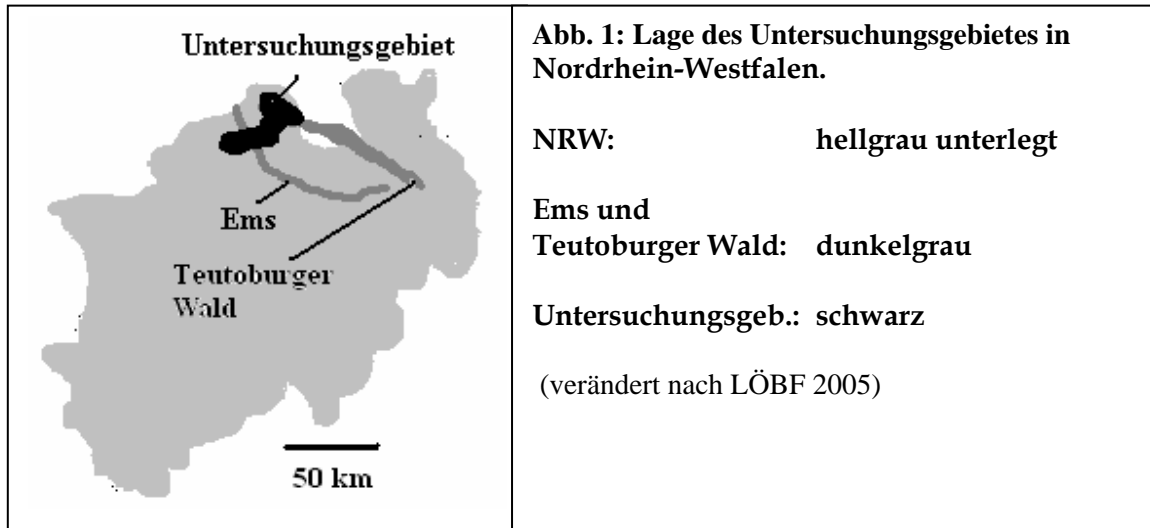 Untersuchungsgebiet
Ems
Teutoburger
Wald
50 km
Abb. 1: Lage des Untersuchungsgebietes in
Nordrhein-Westfalen.
NRW: hellgrau unterlegt
Ems und
Teutoburger Wald: dunkelgrau
Untersuchungsgeb.: schwarz
(verändert nach LÖBF 2005)